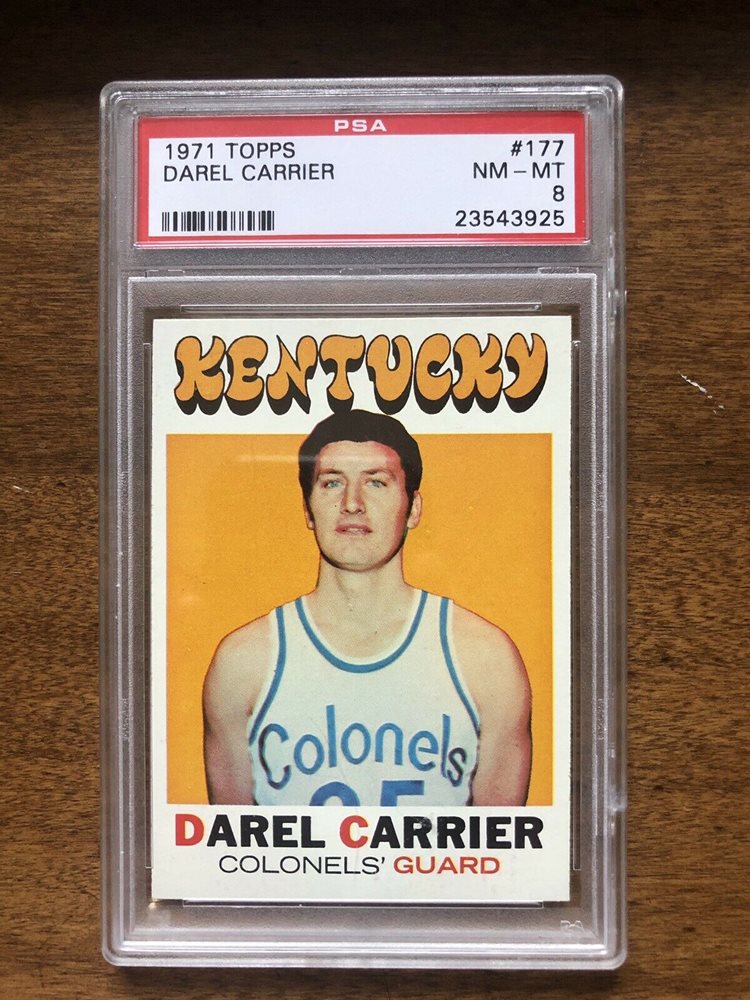 PSA
1971 TOPPS #177
DAREL CARRIER NM-MT
8
23543925
KENTUCKY
Colonels
DAREL CARRIER
COLONELS' GUARD